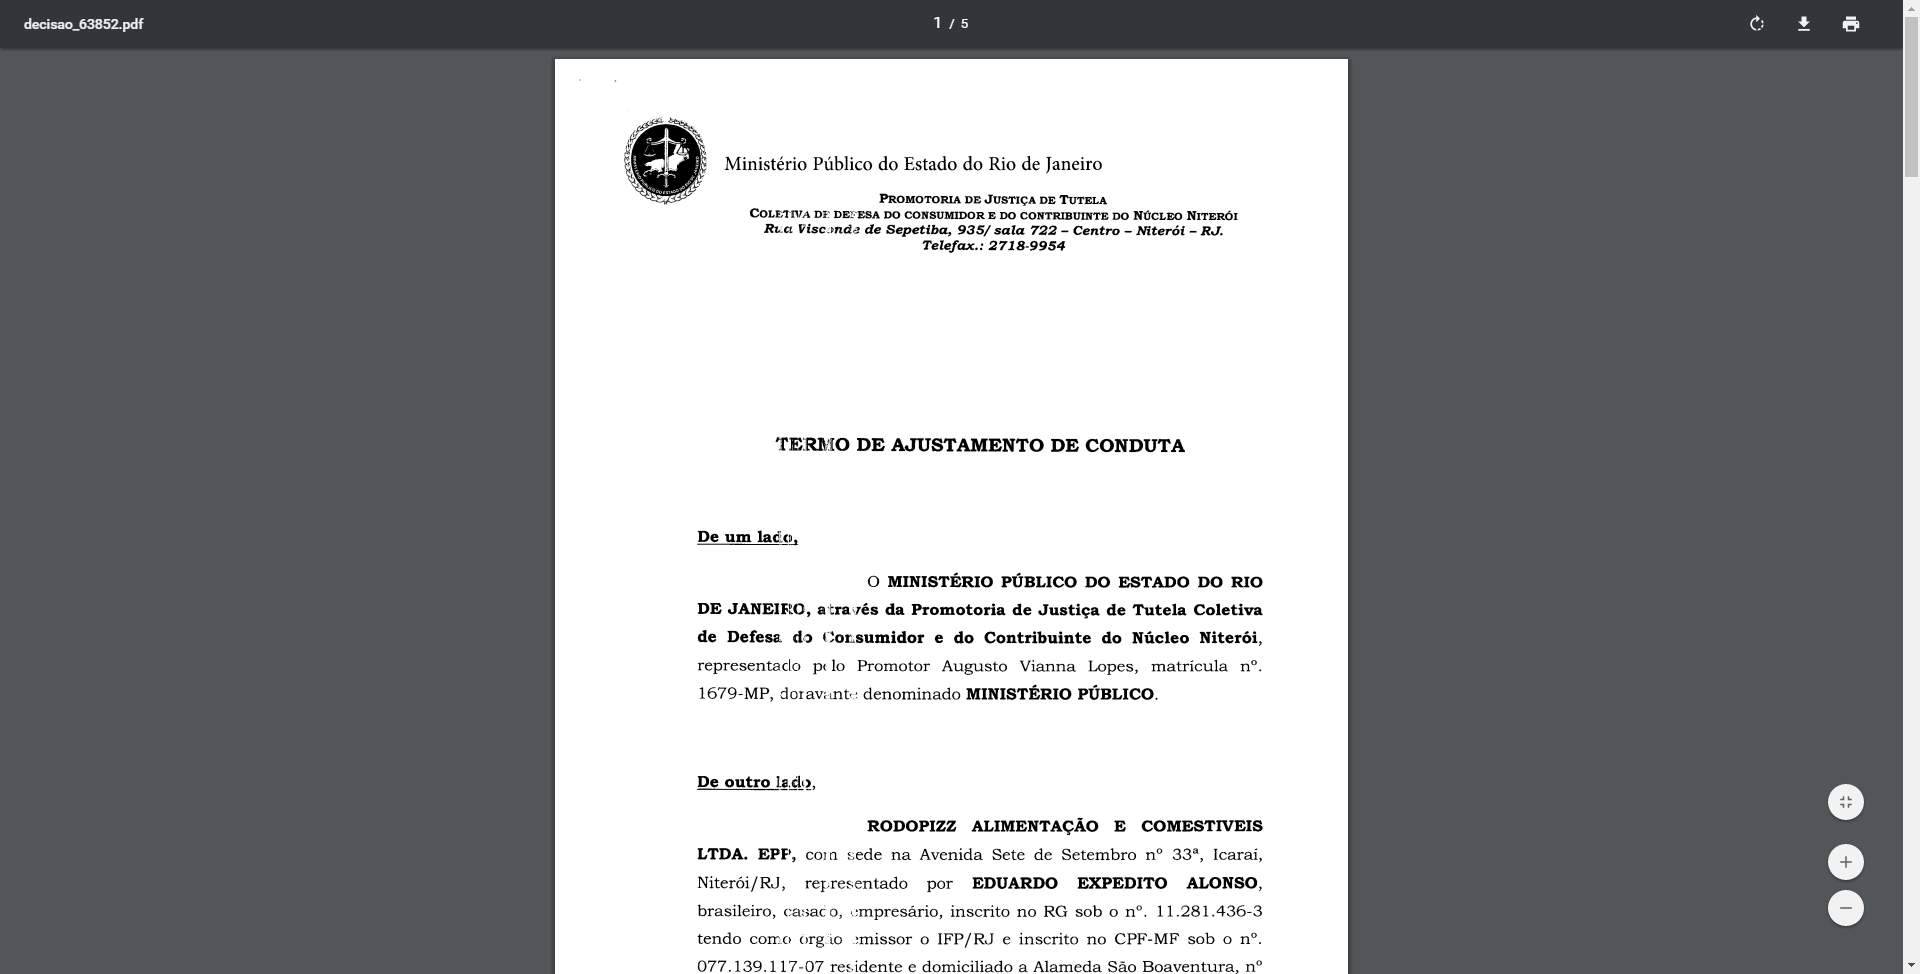 decisao_63852.pdf
1 / 5
Ministério Público do Estado do Rio de Janeiro
PROMOTORIA DE JUSTIÇA DE TUTELA
COLETIVA DE DEFESA DO CONSUMIDOR E DO CONTRIBUINTE DO NÚCLEO NITERÓI
Rua Visconde de Sepetiba, 935/ sala 722 – Centro – Niterói – RJ.
Telefax.: 2718-9954
TERMO DE AJUSTAMENTO DE CONDUTA
De um lado,
O MINISTÉRIO PÚBLICO DO ESTADO DO RIO
DE JANEIRO, através da Promotoria de Justiça de Tutela Coletiva
de Defesa do Consumidor e do Contribuinte do Núcleo Niterói,
representado pelo Promotor Augusto Vianna Lopes, matrícula nº.
1679-MP, doravante denominado MINISTÉRIO PÚBLICO.
De outro lado,
RODOPIZZ ALIMENTAÇÃO E COMESTIVEIS
LTDA. EPP, com sede na Avenida Sete de Setembro nº 33ª, Icaraí,
Niterói/RJ, representado por EDUARDO EXPEDITO ALONSO,
brasileiro, casado, empresário, inscrito no RG sob o nº. 11.281.436-3
tendo como órgão emissor o IFP/RJ e inscrito no CPF-MF sob o nº.
077.139.117-07 residente e domiciliado a Alameda São Boaventura, nº